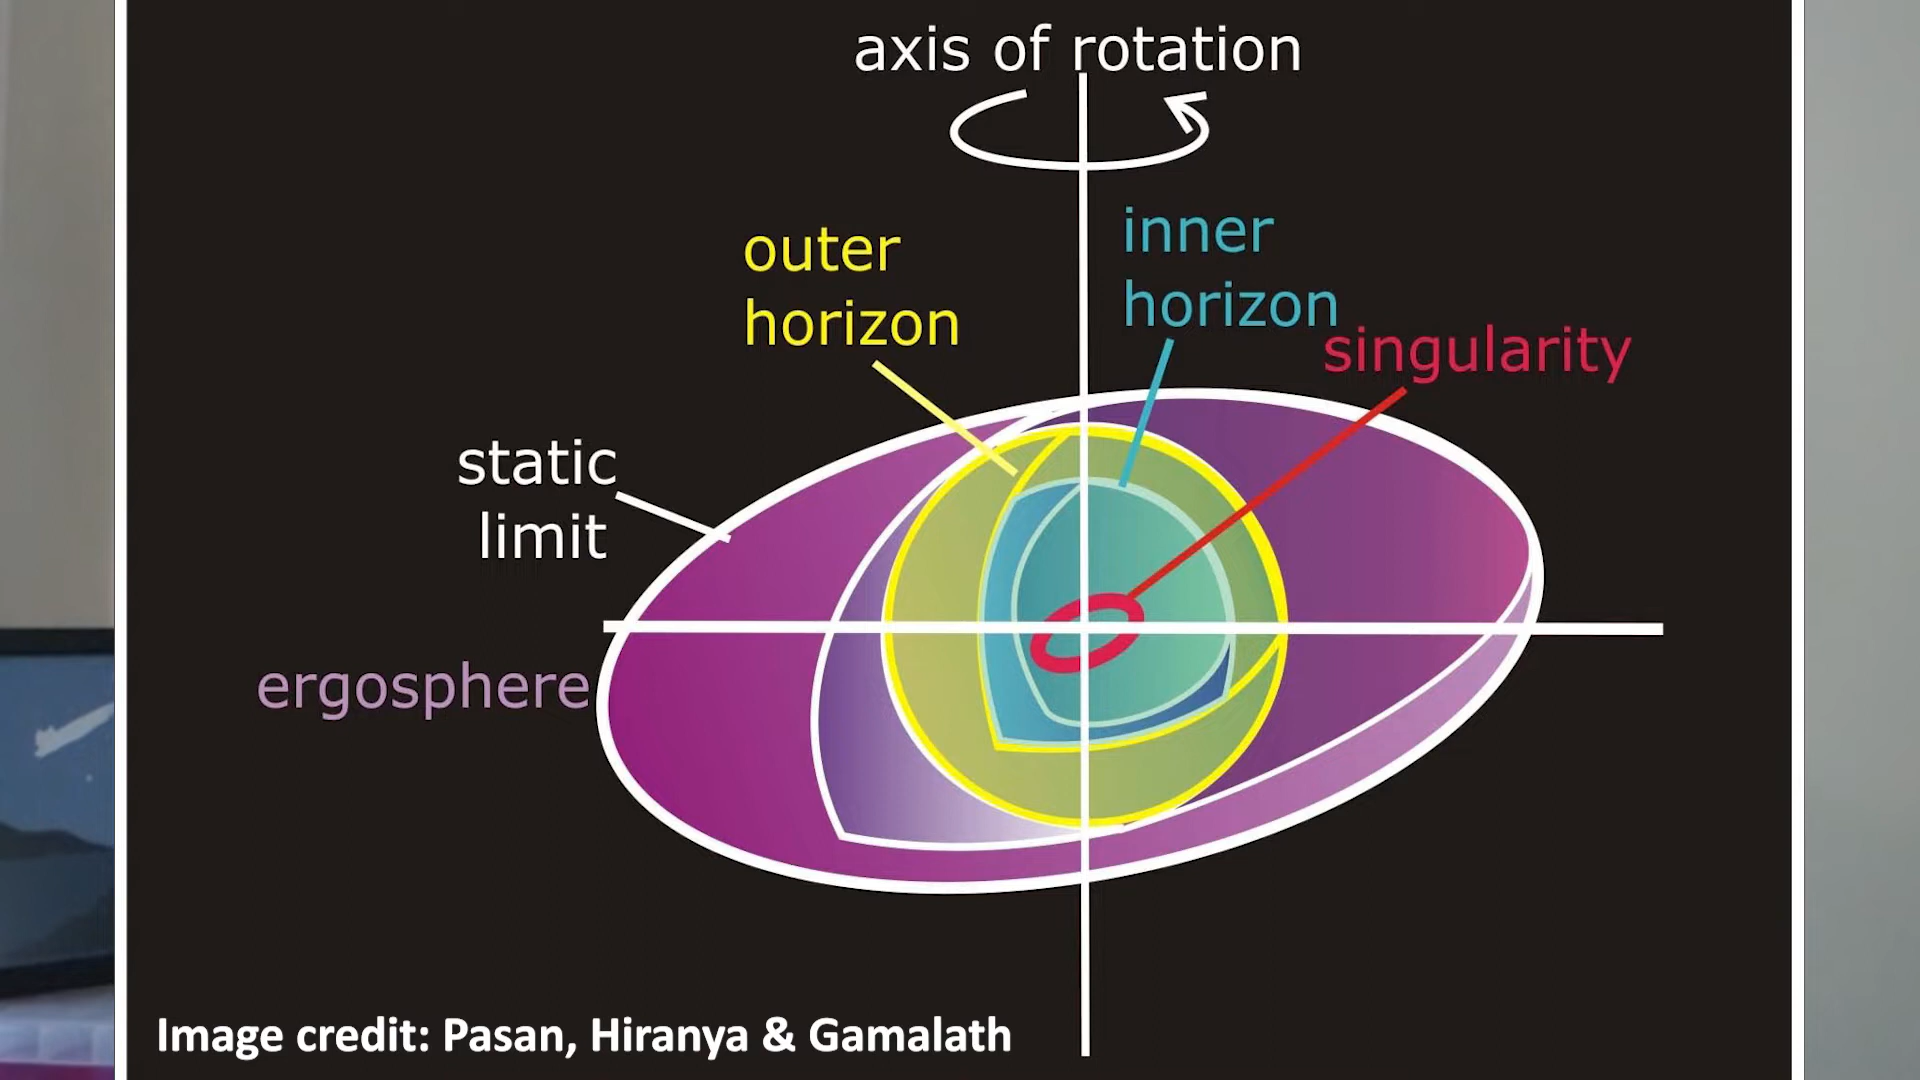 axis of rotation
outer
horizon
inner
horizon
singularity
static
limit
ergosphere
Image credit: Pasan, Hiranya & Gamalath